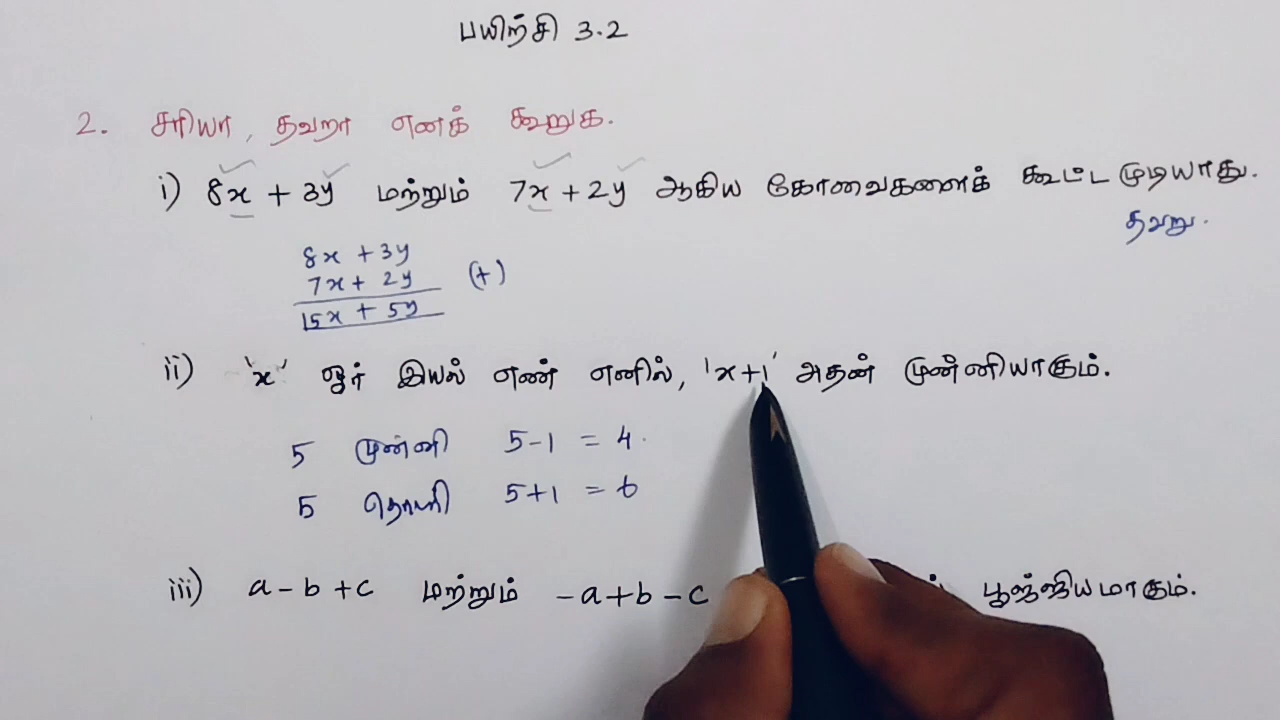 பயிற்சி 3.2
2. சரியா, தவறா எனக் கூறுக.
i) 8x + 3y மற்றும் 7x + 2y ஆகிய கோவைகளைக் கூட்ட முடியாது.
தவறு.
8x + 3y
7x + 2y (+)
15x + 5y
ii) 'x' ஓர் இயல் எண் எனில், 'x+1' அதன் முன்னியாகும்.
5 முன்னி 5-1 = 4.
5 தொளி 5+1 = 6
iii) a - b + c மற்றும் -a+b-c பூஜ்ஜியமாகும்.